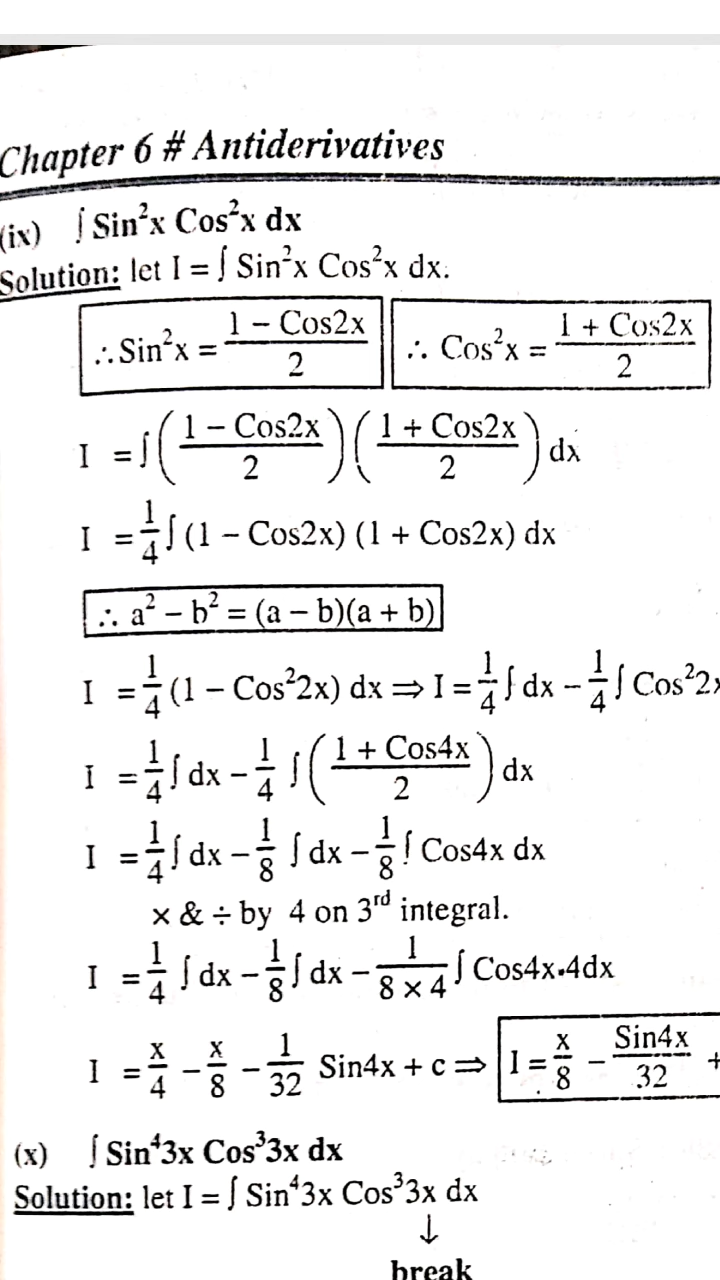 Chapter 6 # Antiderivatives
(ix) ∫ Sin²x Cos²x dx
Solution: let I = ∫ Sin²x Cos²x dx.
∴ Sin²x = (1 − Cos2x)/2 ∴ Cos²x = (1 + Cos2x)/2
I = ∫ ((1 − Cos2x)/2) ((1 + Cos2x)/2) dx
I = 1/4 ∫ (1 − Cos2x) (1 + Cos2x) dx
∴ a² − b² = (a − b)(a + b)
I = 1/4 (1 − Cos²2x) dx ⇒ I = 1/4 ∫ dx − 1/4 ∫ Cos²2x
I = 1/4 ∫ dx − 1/4 ∫ ((1 + Cos4x)/2) dx
I = 1/4 ∫ dx − 1/8 ∫ dx − 1/8 ∫ Cos4x dx
× & ÷ by 4 on 3rd integral.
I = 1/4 ∫ dx − 1/8 ∫ dx − 1/(8 × 4) ∫ Cos4x.4dx
I = x/4 − x/8 − 1/32 Sin4x + c ⇒ I = x/8 − Sin4x/32 +
(x) ∫ Sin⁴3x Cos³3x dx
Solution: let I = ∫ Sin⁴3x Cos³3x dx
↓
break